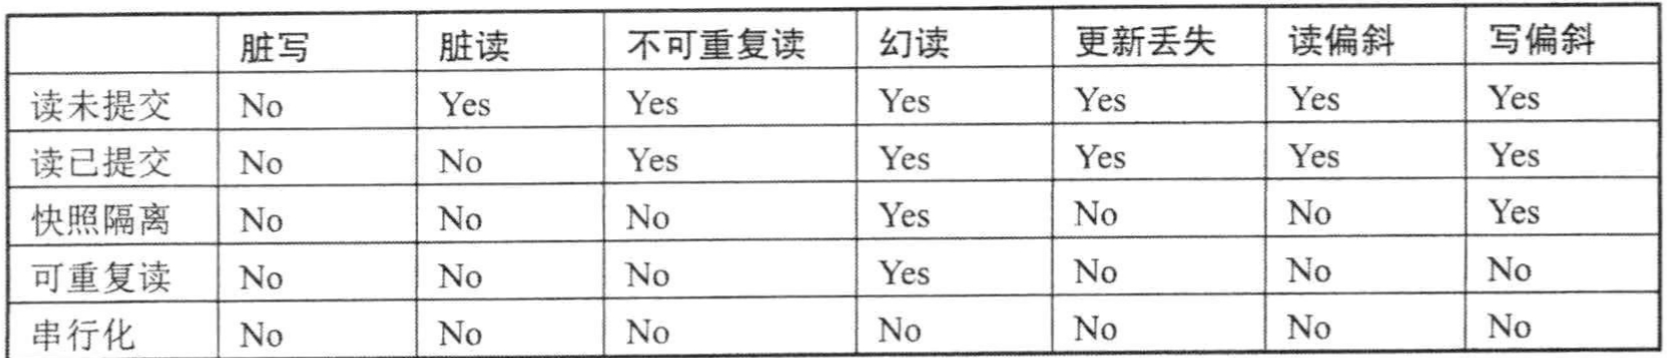 脏写 脏读 不可重复读 幻读 更新丢失 读偏斜 写偏斜
读未提交 No Yes Yes Yes Yes Yes Yes
读已提交 No No Yes Yes Yes Yes Yes
快照隔离 No No No Yes No No Yes
可重复读 No No No Yes No No No
串行化 No No No No No No No